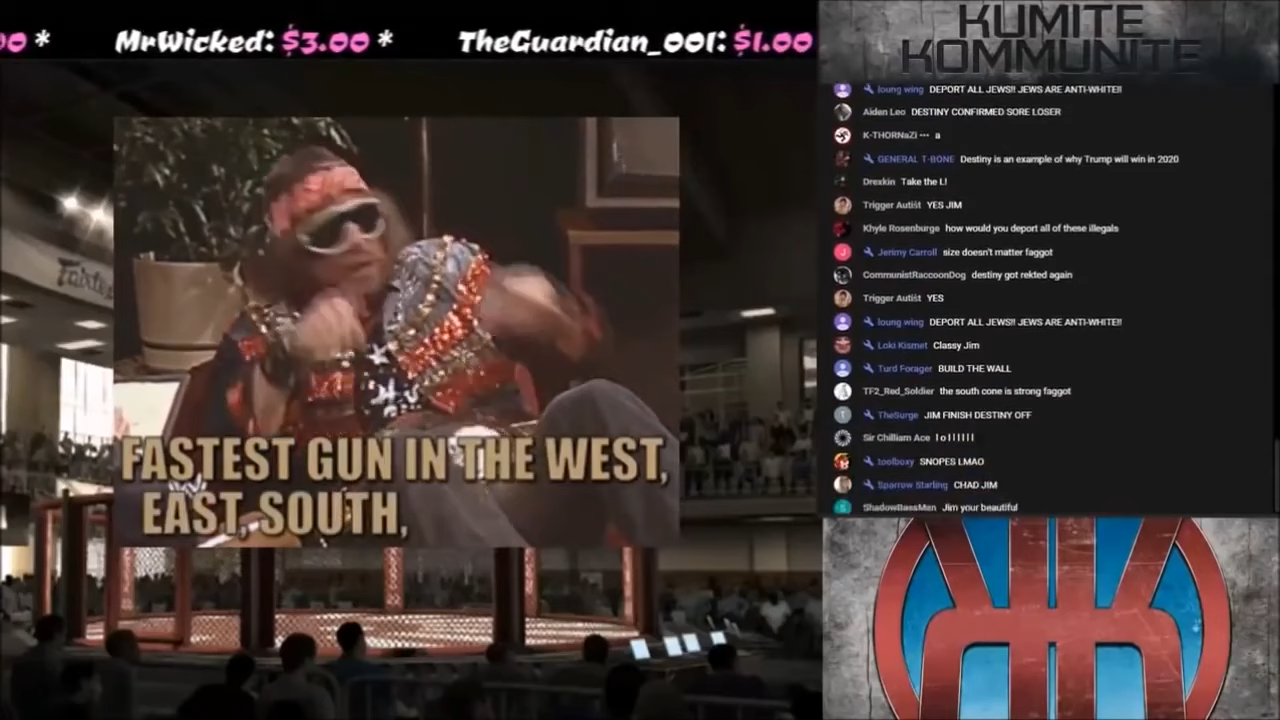 MrWicked: $3.00 *
TheGuardian_001: $1.00
KUMITE
KOMMUNITE
loung wing DEPORT ALL JEWS!! JEWS ARE ANTI-WHITE!!
Aiden Leo DESTINY CONFIRMED SORE LOSER
K-THORNaZi ••• a
GENERAL T-BONE Destiny is an example of why Trump will win in 2020
Drexkin Take the L!
Trigger Autist YES JIM
Khyle Rosenburge how would you deport all of these illegals
Jerimy Carroll size doesn't matter faggot
CommunistRaccoonDog destiny got rekted again
Trigger Autist YES
loung wing DEPORT ALL JEWS!! JEWS ARE ANTI-WHITE!!
Loki Kismet Classy Jim
Turd Forager BUILD THE WALL
TF2_Red_Soldier the south cone is strong faggot
TheSurge JIM FINISH DESTINY OFF
Sir Chilliam Ace l o l l l l l l
toolboxy SNOPES LMAO
Sparrow Starling CHAD JIM
ShadowBassMan Jim your beautiful
FASTEST GUN IN THE WEST,
EAST, SOUTH,